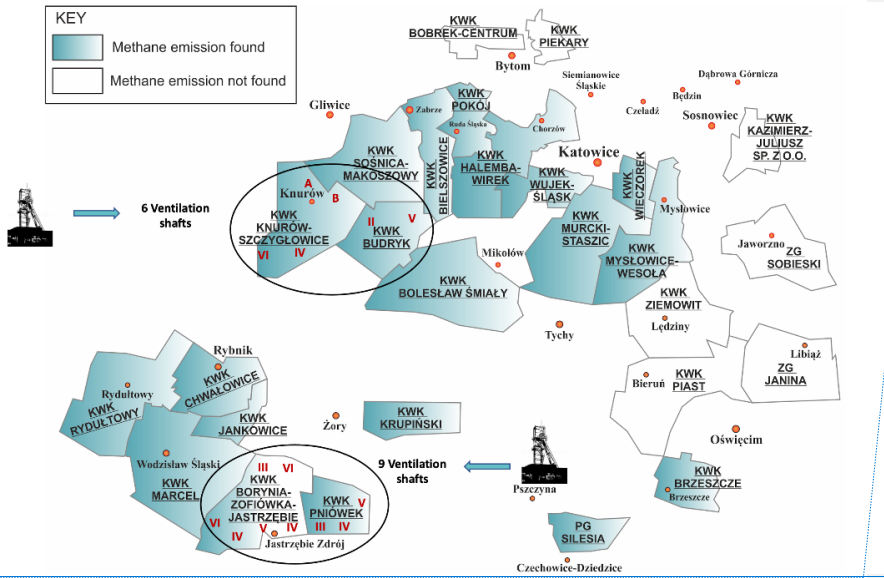 KEY
Methane emission found
Methane emission not found
KWK
BOBREK-CENTRUM
KWK
PIEKARY
Bytom
Siemianowice
Śląskie
Dąbrowa Górnicza
Będzin
Czeladź
Sosnowiec
KWK
KAZIMIERZ-
JULIUSZ
SP. Z O.O.
Gliwice
Zabrze
KWK
POKÓJ
Ruda Śląska
Chorzów
Katowice
KWK
SOŚNICA-
MAKOSZOWY
KWK
BIELSZOWICE
KWK
HALEMBA-
WIREK
KWK
WUJEK-
ŚLĄSK
KWK
WIECZOREK
Mysłowice
6 Ventilation
shafts
A
Knurów
B
KWK
KNURÓW-
SZCZYGŁOWICE
VI
IV
II
V
KWK
BUDRYK
Mikołów
KWK
MURCKI-
STASZIC
KWK
MYSŁOWICE-
WESOŁA
KWK
BOLESŁAW ŚMIAŁY
Jaworzno
ZG
SOBIESKI
KWK
ZIEMOWIT
Lędziny
Tychy
Libiąż
ZG
JANINA
Bieruń
KWK
PIAST
Rybnik
KWK
CHWAŁOWICE
Rydułtowy
KWK
RYDUŁTOWY
KWK
JANKOWICE
Żory
KWK
KRUPIŃSKI
Oświęcim
Wodzisław Śląski
KWK
MARCEL
9 Ventilation
shafts
III
VI
KWK
BORYNIA-
ZOFIÓWKA-
JASTRZĘBIE
VI
IV
V
IV
KWK
PNIÓWEK
V
III
IV
Jastrzębie Zdrój
Pszczyna
KWK
BRZESZCZE
Brzeszcze
PG
SILESIA
Czechowice-Dziedzice